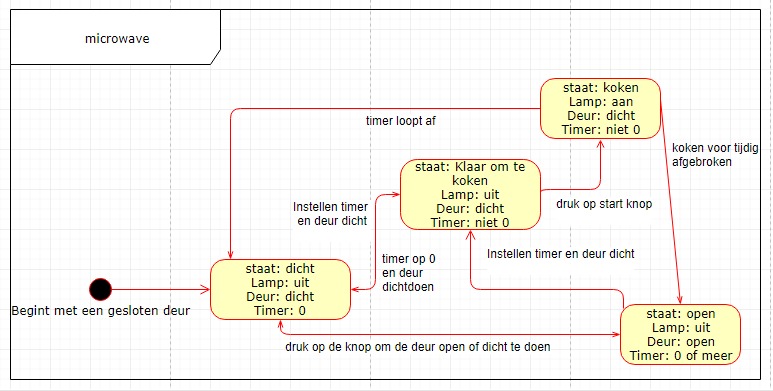 microwave
staat: koken
Lamp: aan
Deur: dicht
Timer: niet 0
timer loopt af
koken voor tijdig
afgebroken
staat: Klaar om te
koken
Lamp: uit
Deur: dicht
Timer: niet 0
druk op start knop
Instellen timer
en deur dicht
timer op 0
en deur
dichtdoen
Instellen timer en deur dicht
staat: dicht
Lamp: uit
Deur: dicht
Timer: 0
Begint met een gesloten deur
staat: open
Lamp: uit
Deur: open
Timer: 0 of meer
druk op de knop om de deur open of dicht te doen